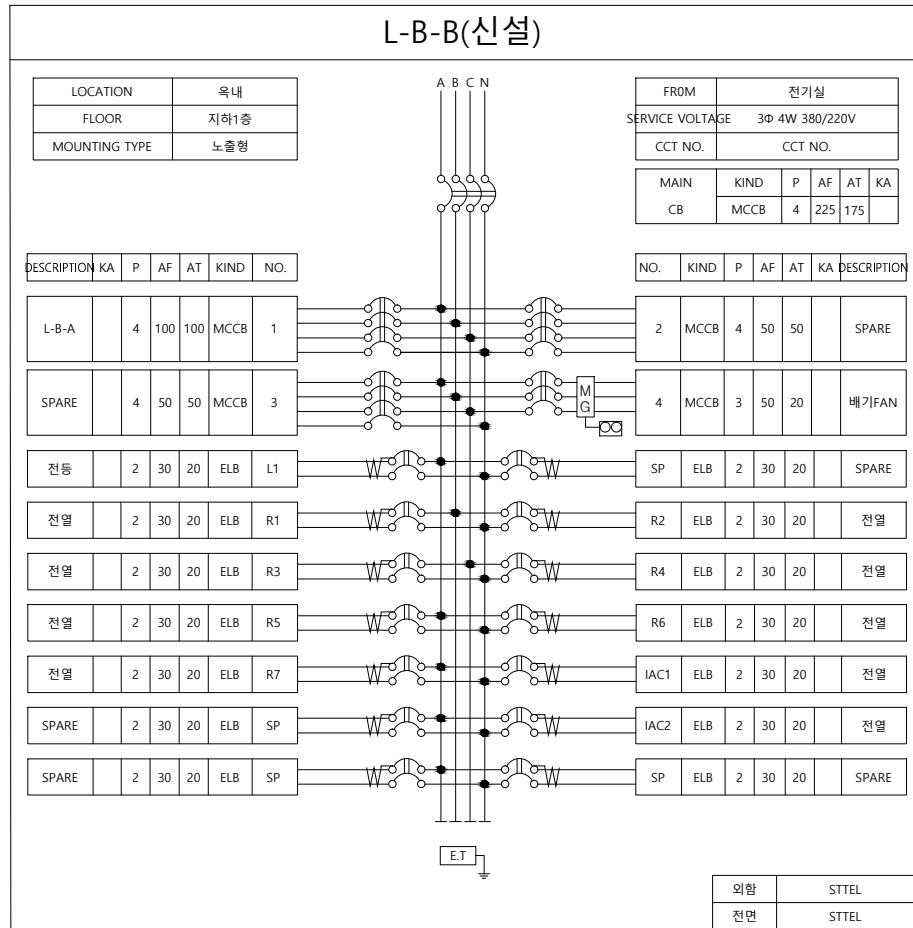 L-B-B(신설)
LOCATION 옥내
FLOOR 지하1층
MOUNTING TYPE 노출형
A B C N
FR0M 전기실
SERVICE VOLTAGE 3Φ 4W 380/220V
CCT NO. CCT NO.
MAIN CB KIND P AF AT KA
MCCB 4 225 175
DESCRIPTION KA P AF AT KIND NO.
NO. KIND P AF AT KA DESCRIPTION
L-B-A 4 100 100 MCCB 1
2 MCCB 4 50 50 SPARE
SPARE 4 50 50 MCCB 3
M
G
4 MCCB 3 50 20 배기FAN
전등 2 30 20 ELB L1
SP ELB 2 30 20 SPARE
전열 2 30 20 ELB R1
R2 ELB 2 30 20 전열
전열 2 30 20 ELB R3
R4 ELB 2 30 20 전열
전열 2 30 20 ELB R5
R6 ELB 2 30 20 전열
전열 2 30 20 ELB R7
IAC1 ELB 2 30 20 전열
SPARE 2 30 20 ELB SP
IAC2 ELB 2 30 20 전열
SPARE 2 30 20 ELB SP
SP ELB 2 30 20 SPARE
E.T
외함 STTEL
전면 STTEL